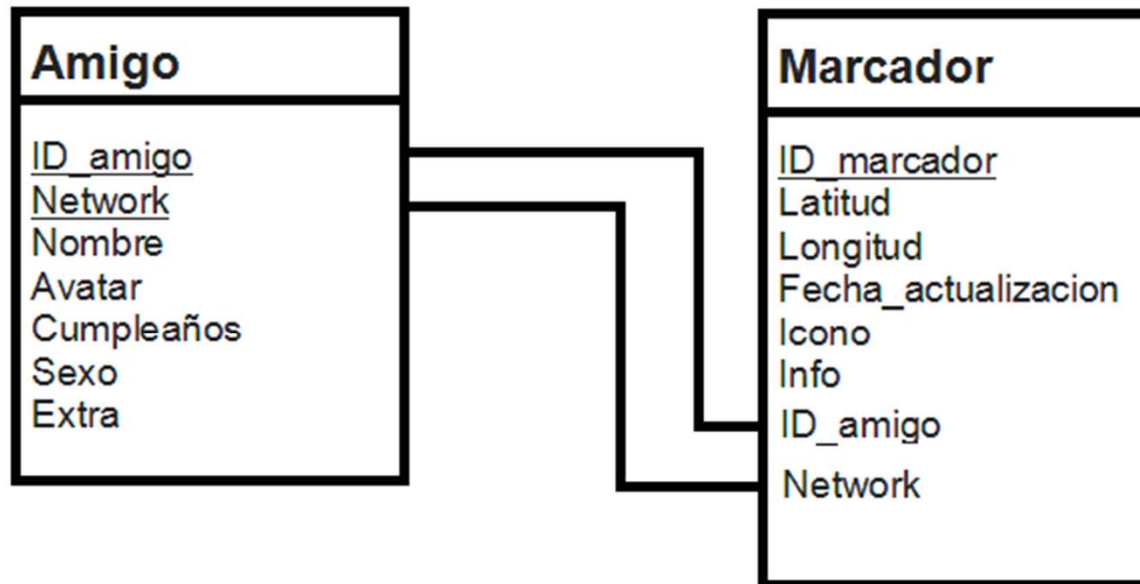 Amigo
ID_amigo
Network
Nombre
Avatar
Cumpleaños
Sexo
Extra
Marcador
ID_marcador
Latitud
Longitud
Fecha_actualizacion
Icono
Info
ID_amigo
Network